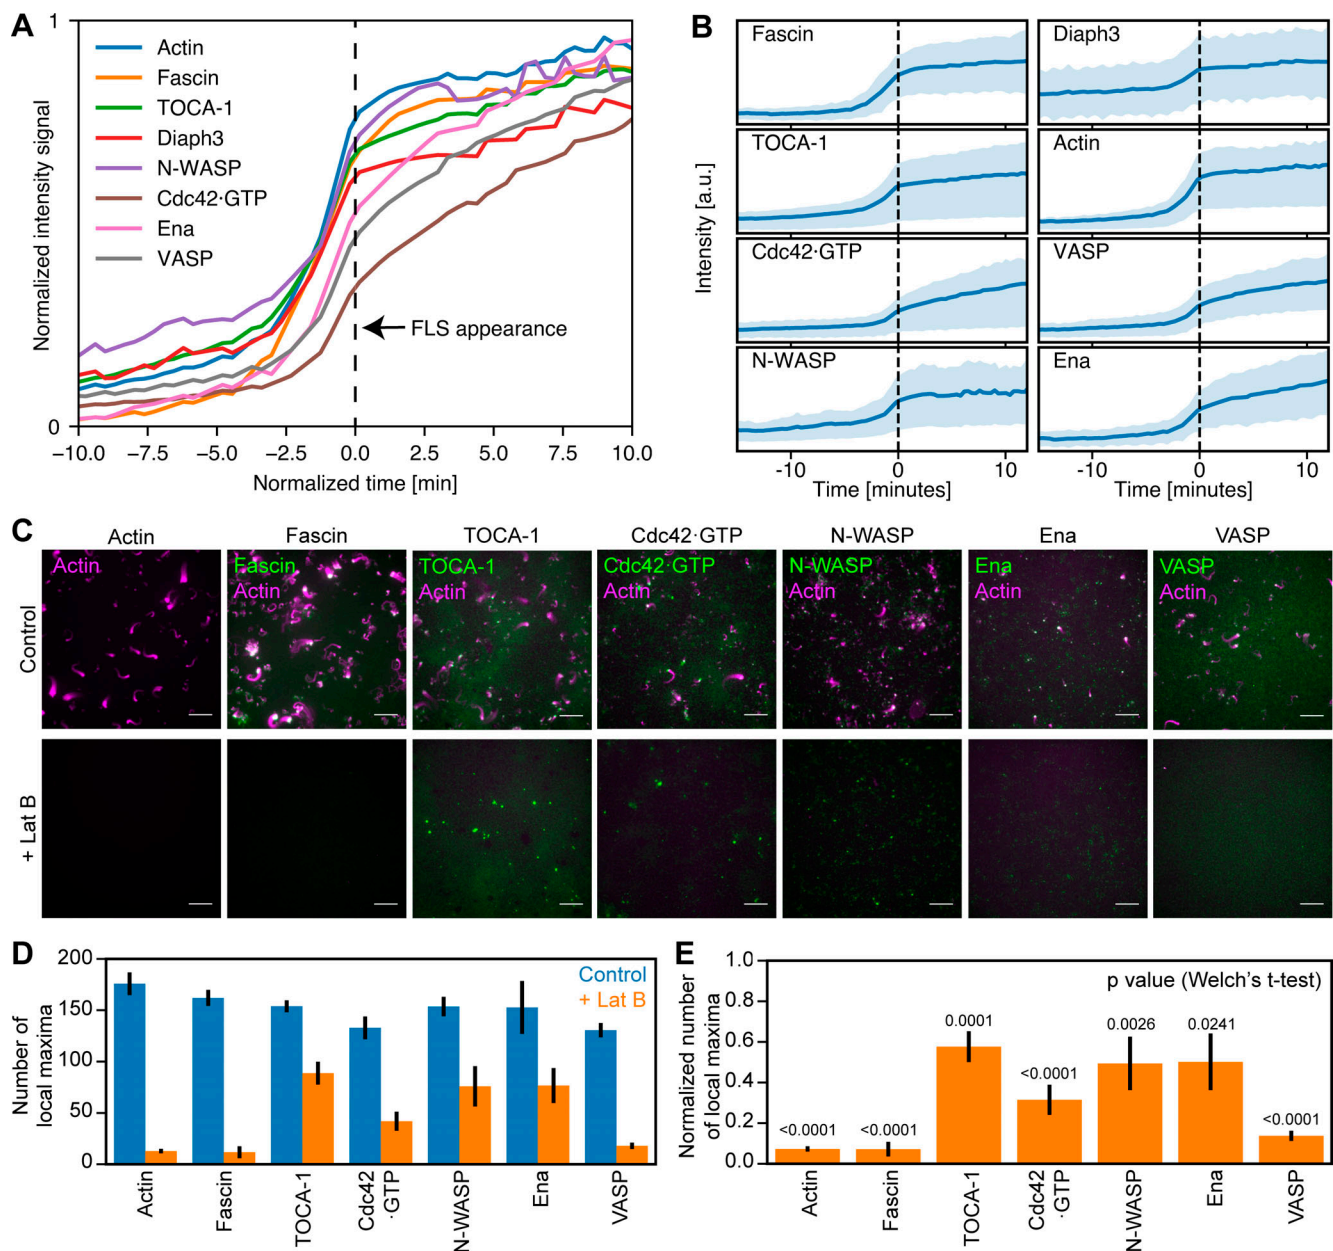 A
1
Normalized intensity signal
Actin
Fascin
TOCA-1
Diaph3
N-WASP
Cdc42·GTP
Ena
VASP
FLS appearance
0
−10.0 −7.5 −5.0 −2.5 0.0 2.5 5.0 7.5 10.0
Normalized time [min]
B
Intensity [a.u.]
Fascin Diaph3
TOCA-1 Actin
Cdc42·GTP VASP
N-WASP Ena
-10 0 10 -10 0 10
Time [minutes] Time [minutes]
C
Actin Fascin TOCA-1 Cdc42·GTP N-WASP Ena VASP
Control
Actin Fascin TOCA-1 Cdc42·GTP N-WASP Ena VASP
Actin Actin Actin Actin Actin Actin
+ Lat B
D
Number of
local maxima
200
150
100
50
0
Control
+ Lat B
Actin
Fascin
TOCA-1
Cdc42
·GTP
N-WASP
Ena
VASP
E
Normalized number
of local maxima
1.0
0.8
0.6
0.4
0.2
0.0
p value (Welch's t-test)
<0.0001
<0.0001
0.0001
<0.0001
0.0026
0.0241
<0.0001
Actin
Fascin
TOCA-1
Cdc42
·GTP
N-WASP
Ena
VASP